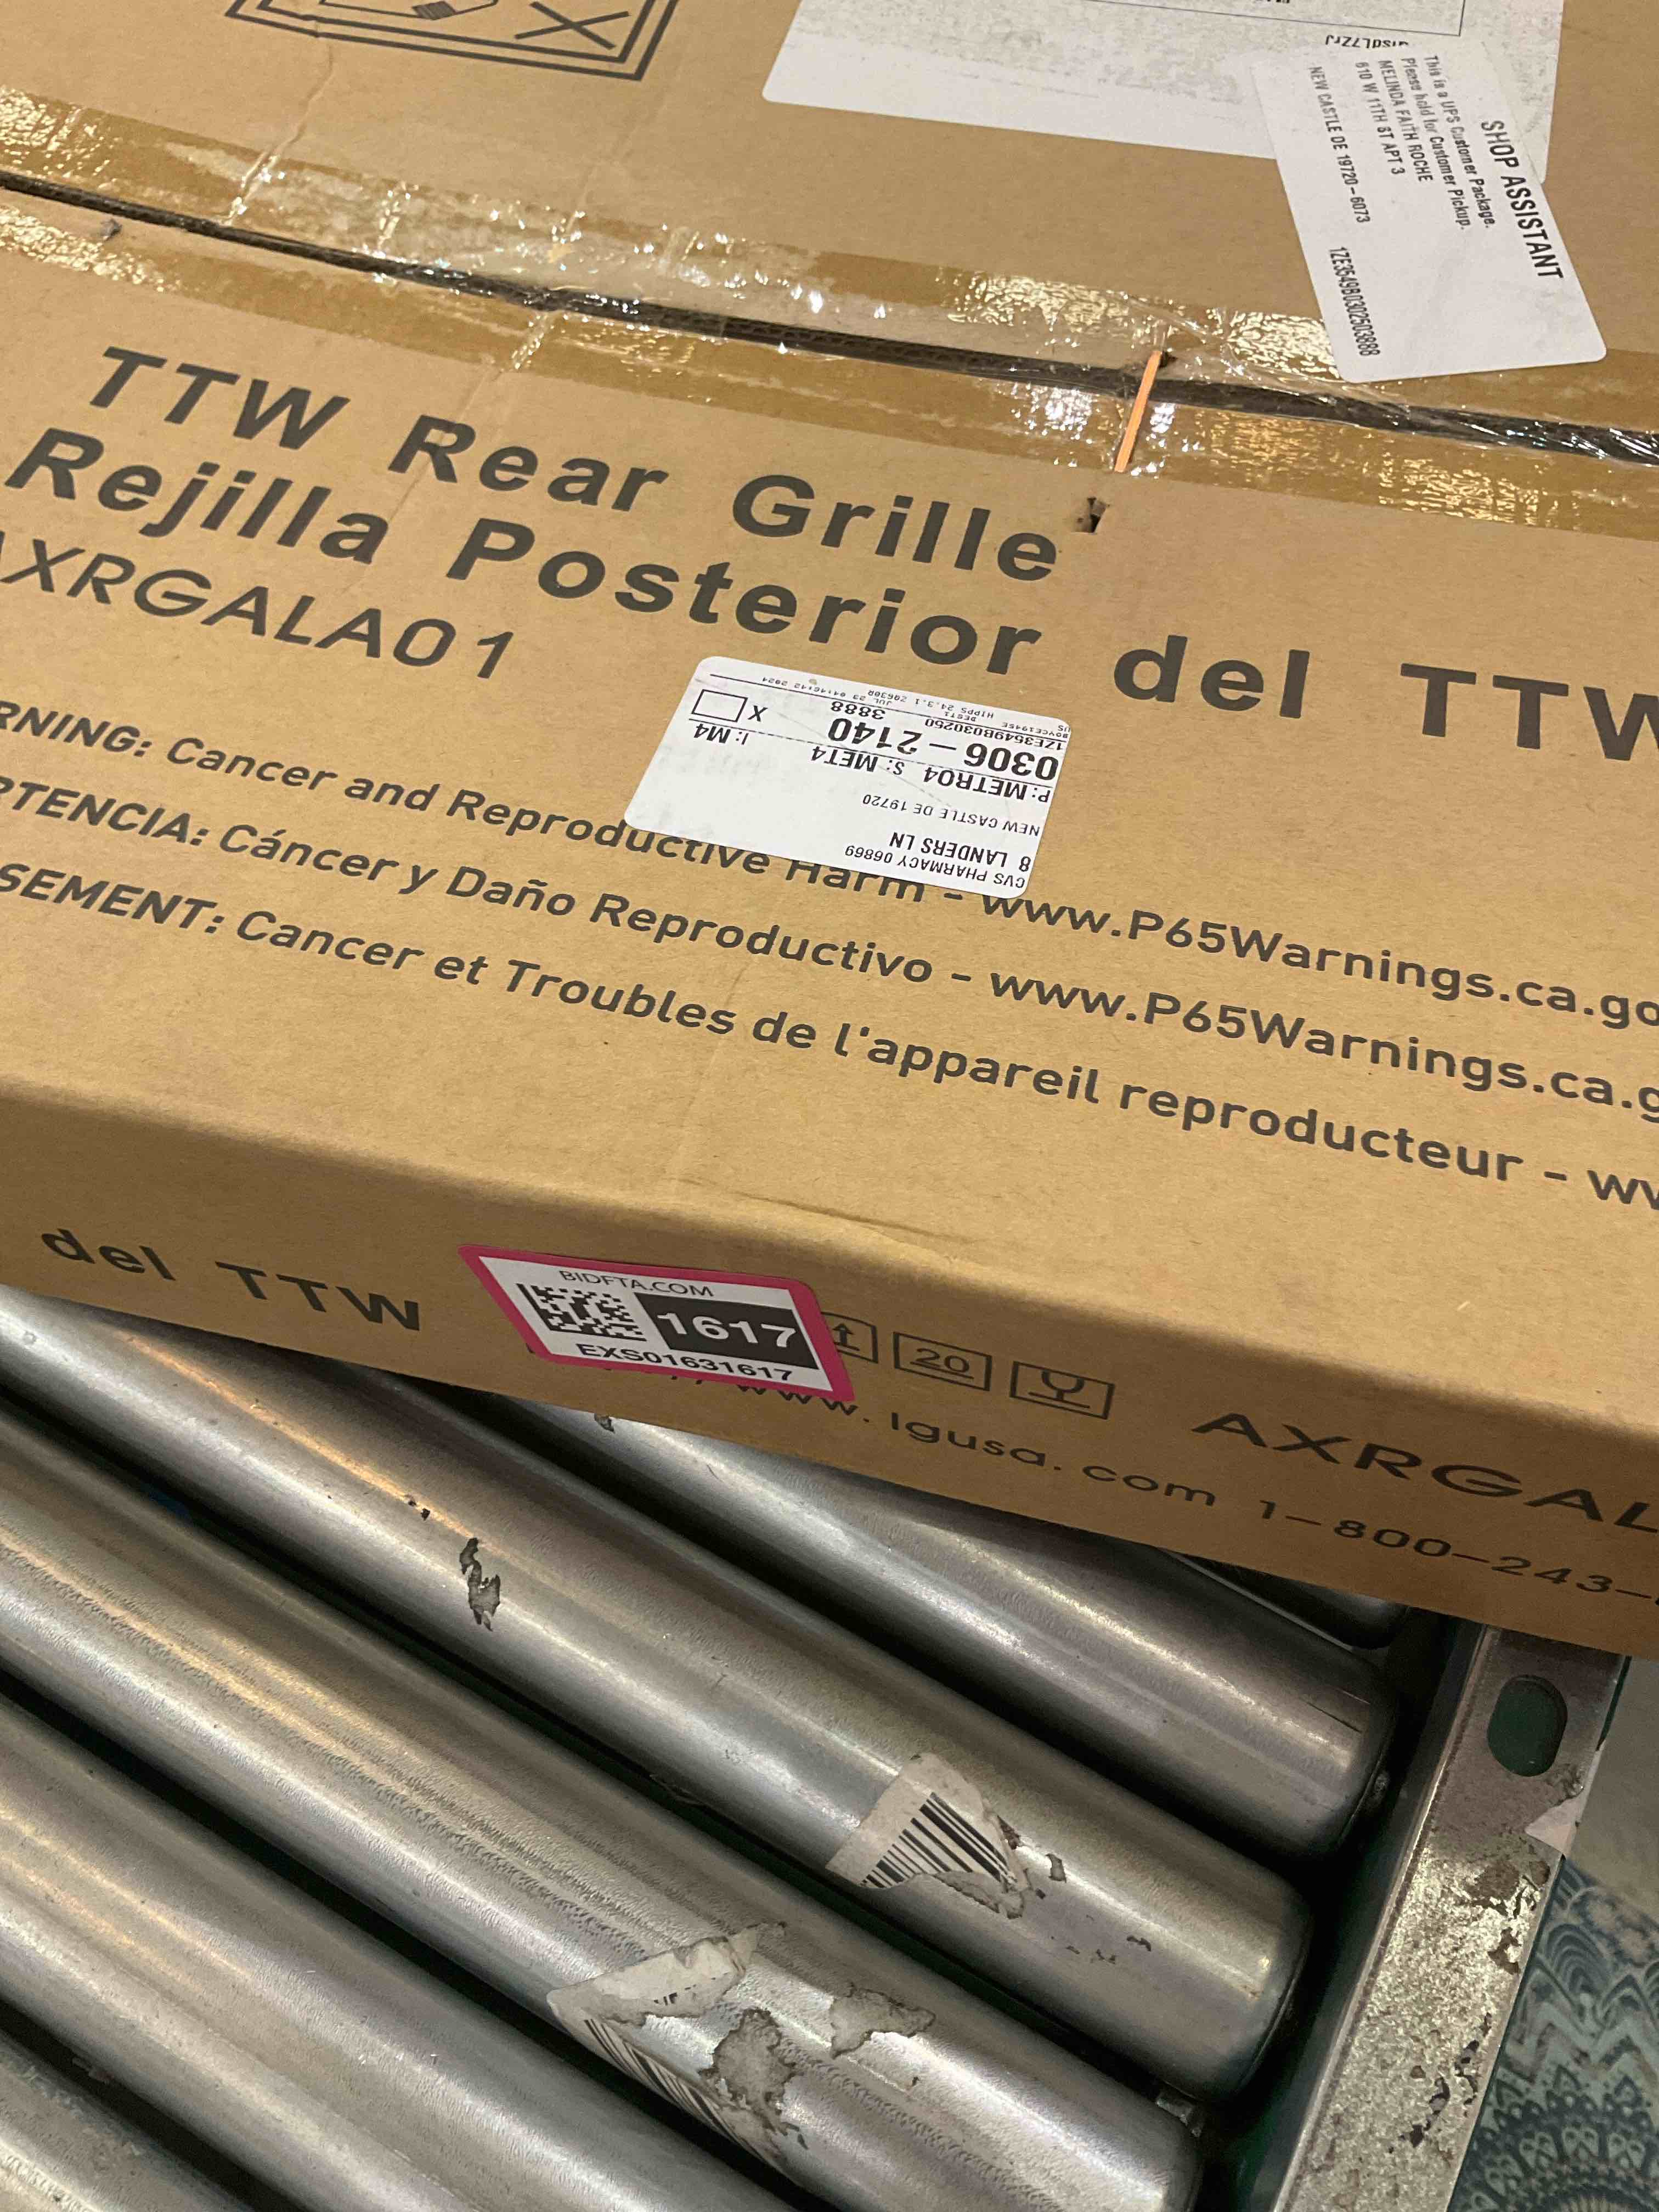 SHOP ASSISTANT
This is a UPS Customer Package.
Please hold for Customer Pickup.
MELINDA FAITH ROCHE
610 W 11TH ST APT 3
NEW CASTLE DE 19720-6073
1ZE3549B0302503888
TTW Rear Grille
Rejilla Posterior del TTW
AXRGALA01
CVS PHARMACY 06869
8 LANDERS LN
NEW CASTLE DE 19720
P: METRO4 S: MET4 I: M4
0306 - 2140
1ZE3549B030250 3888
X
RNING: Cancer and Reproductive Harm - www.P65Warnings.ca.go
RTENCIA: Cáncer y Daño Reproductivo - www.P65Warnings.ca.g
SEMENT: Cancer et Troubles de l'appareil reproducteur - ww
del TTW
BIDFTA.COM
1617
EXS01631617
20
AXRGAL
www.lgusa.com 1-800-243-